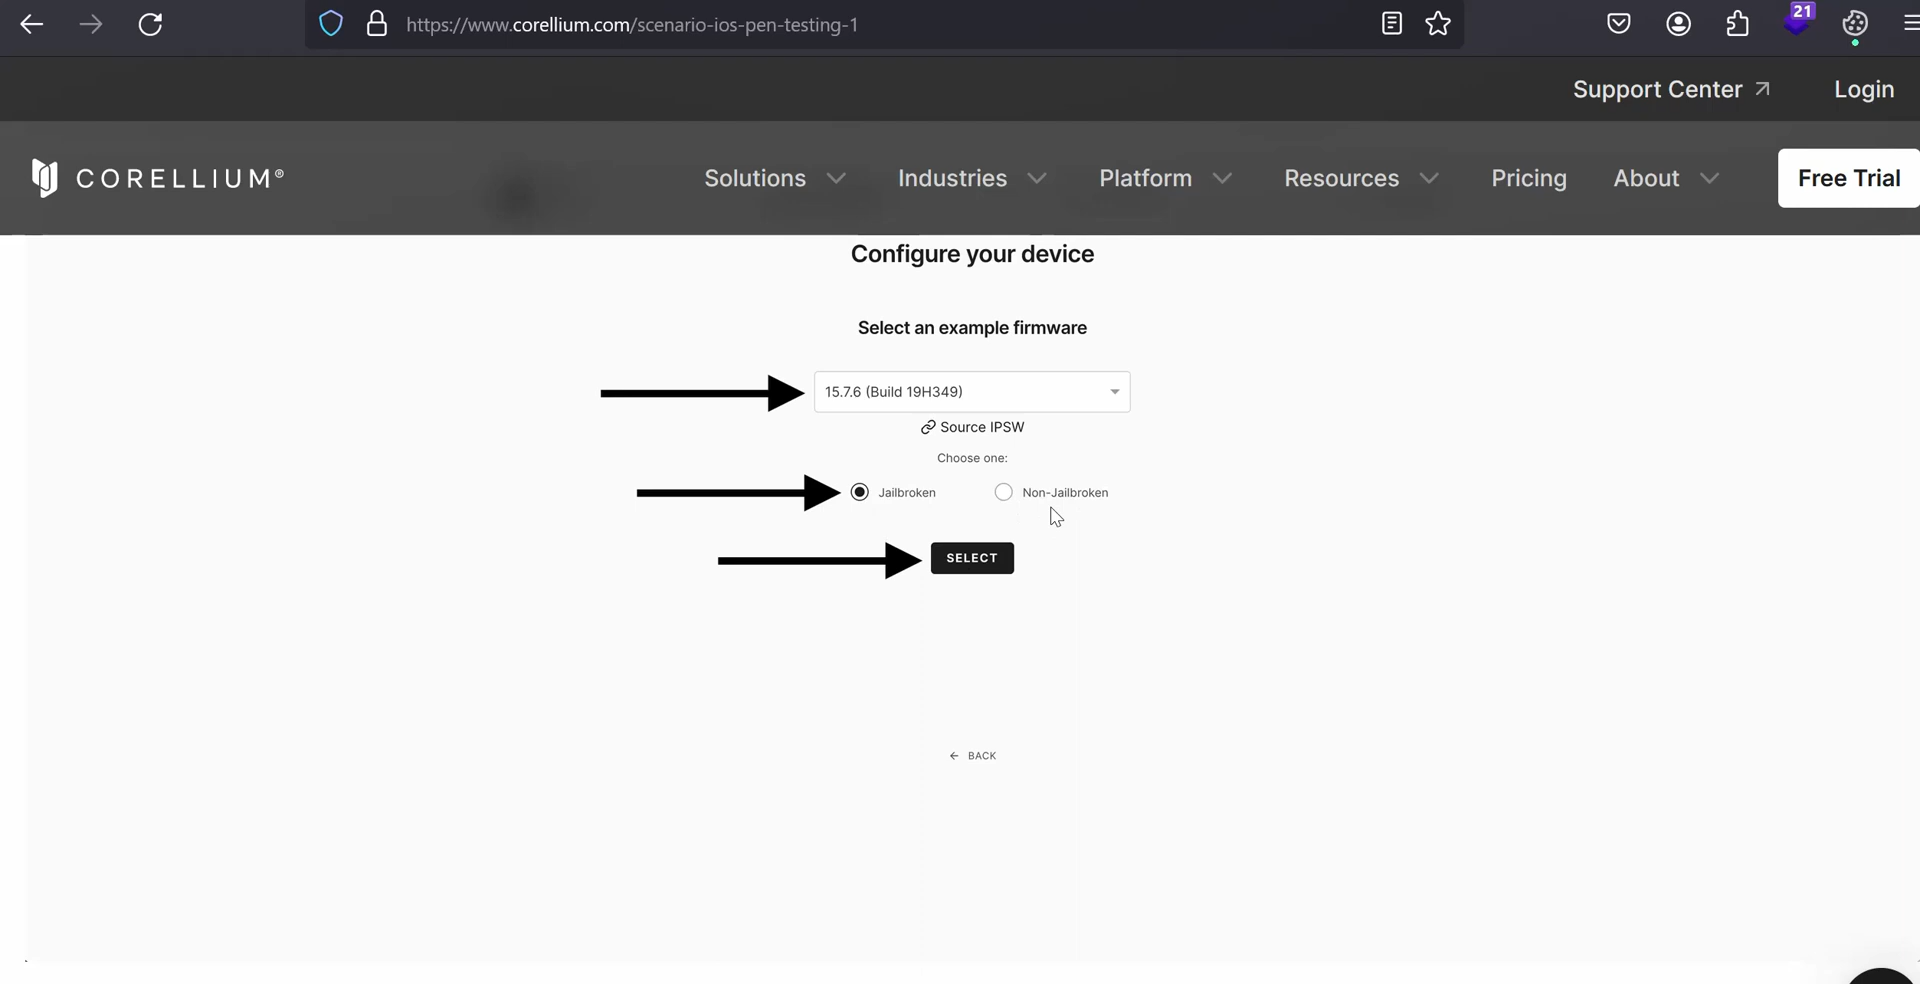 https://www.corellium.com/scenario-ios-pen-testing-1
21
Support Center
Login
CORELLIUM®
Solutions
Industries
Platform
Resources
Pricing
About
Free Trial
Configure your device
Select an example firmware
15.7.6 (Build 19H349)
Source IPSW
Choose one:
Jailbroken
Non-Jailbroken
SELECT
BACK